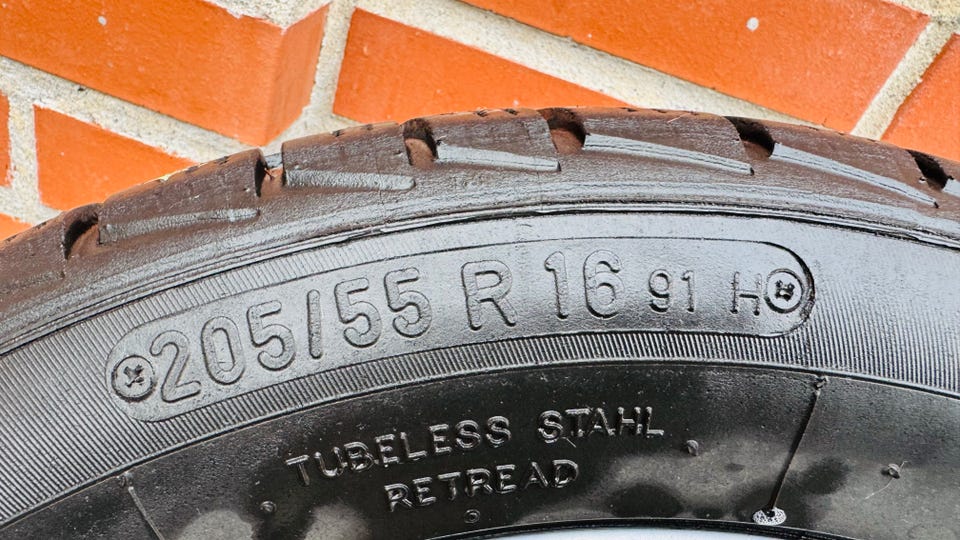 205/55 R 16 91 H
TUBELESS STAHL
RETREAD